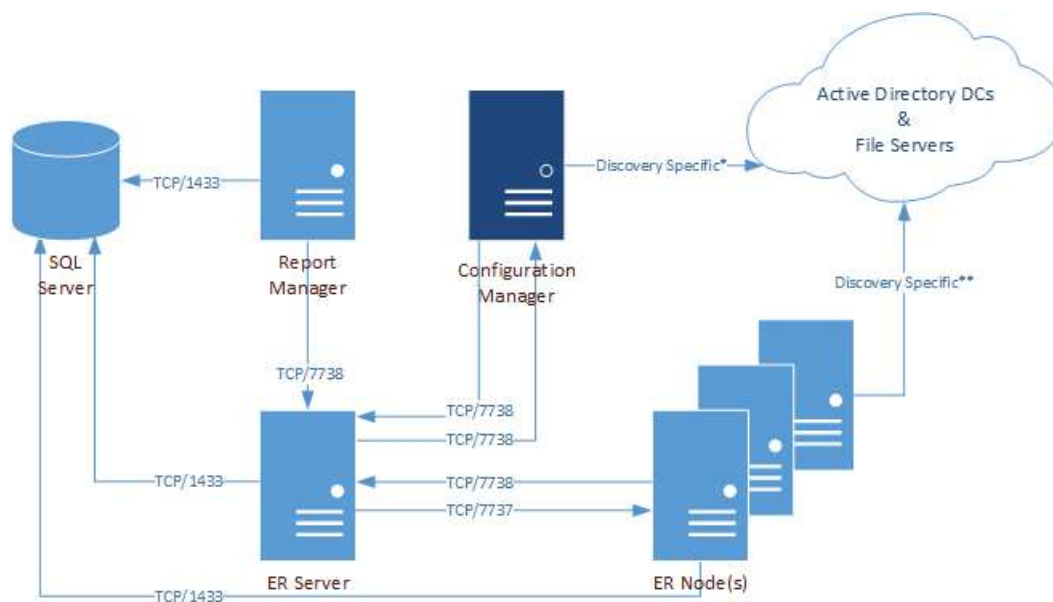 Active Directory DCs
&
File Servers
TCP/1433
Discovery Specific*
SQL
Server
Report
Manager
Configuration
Manager
Discovery Specific**
TCP/7738
TCP/7738
TCP/7738
TCP/1433
TCP/7738
TCP/7737
ER Server
ER Node(s)
TCP/1433